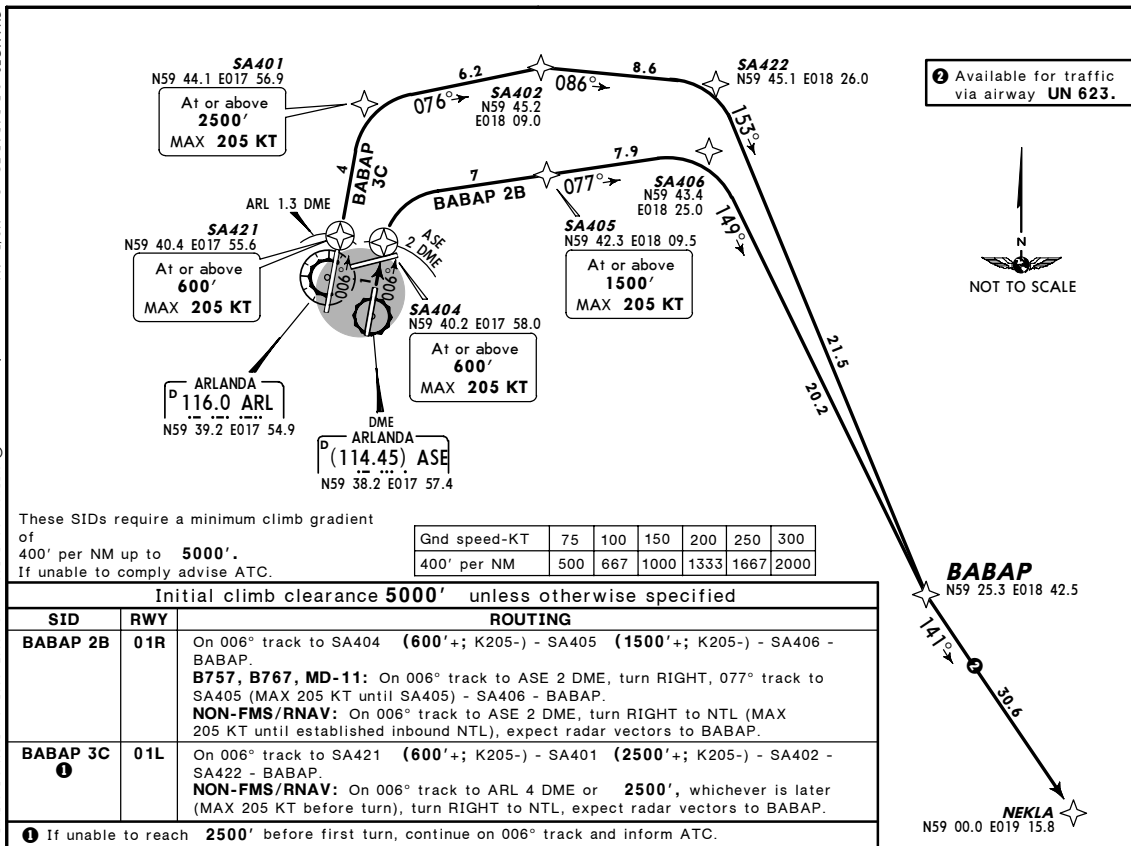 SA401
N59 44.1 E017 56.9
At or above
2500'
MAX 205 KT
6.2
076°
SA402
N59 45.2
E018 09.0
086°
8.6
SA422
N59 45.1 E018 26.0
❷ Available for traffic
via airway UN 623.
153°
4
BABAP
3C
7
BABAP 2B
077°
7.9
SA406
N59 43.4
E018 25.0
149°
ARL 1.3 DME
SA421
N59 40.4 E017 55.6
At or above
600'
MAX 205 KT
ASE
2 DME
SA405
N59 42.3 E018 09.5
At or above
1500'
MAX 205 KT
N
NOT TO SCALE
006°
1
006°
SA404
N59 40.2 E017 58.0
At or above
600'
MAX 205 KT
21.5
20.2
ARLANDA
D 116.0 ARL
N59 39.2 E017 54.9
DME
ARLANDA
D (114.45) ASE
N59 38.2 E017 57.4
These SIDs require a minimum climb gradient
of
400' per NM up to 5000'.
If unable to comply advise ATC.
Gnd speed-KT 75 100 150 200 250 300
400' per NM 500 667 1000 1333 1667 2000
BABAP
N59 25.3 E018 42.5
141°
❷
30.6
NEKLA
N59 00.0 E019 15.8
Initial climb clearance 5000' unless otherwise specified
SID RWY ROUTING
BABAP 2B 01R On 006° track to SA404 (600'+; K205-) - SA405 (1500'+; K205-) - SA406 -
BABAP.
B757, B767, MD-11: On 006° track to ASE 2 DME, turn RIGHT, 077° track to
SA405 (MAX 205 KT until SA405) - SA406 - BABAP.
NON-FMS/RNAV: On 006° track to ASE 2 DME, turn RIGHT to NTL (MAX
205 KT until established inbound NTL), expect radar vectors to BABAP.
BABAP 3C 01L On 006° track to SA421 (600'+; K205-) - SA401 (2500'+; K205-) - SA402 -
❶ SA422 - BABAP.
NON-FMS/RNAV: On 006° track to ARL 4 DME or 2500', whichever is later
(MAX 205 KT before turn), turn RIGHT to NTL, expect radar vectors to BABAP.
❶ If unable to reach 2500' before first turn, continue on 006° track and inform ATC.